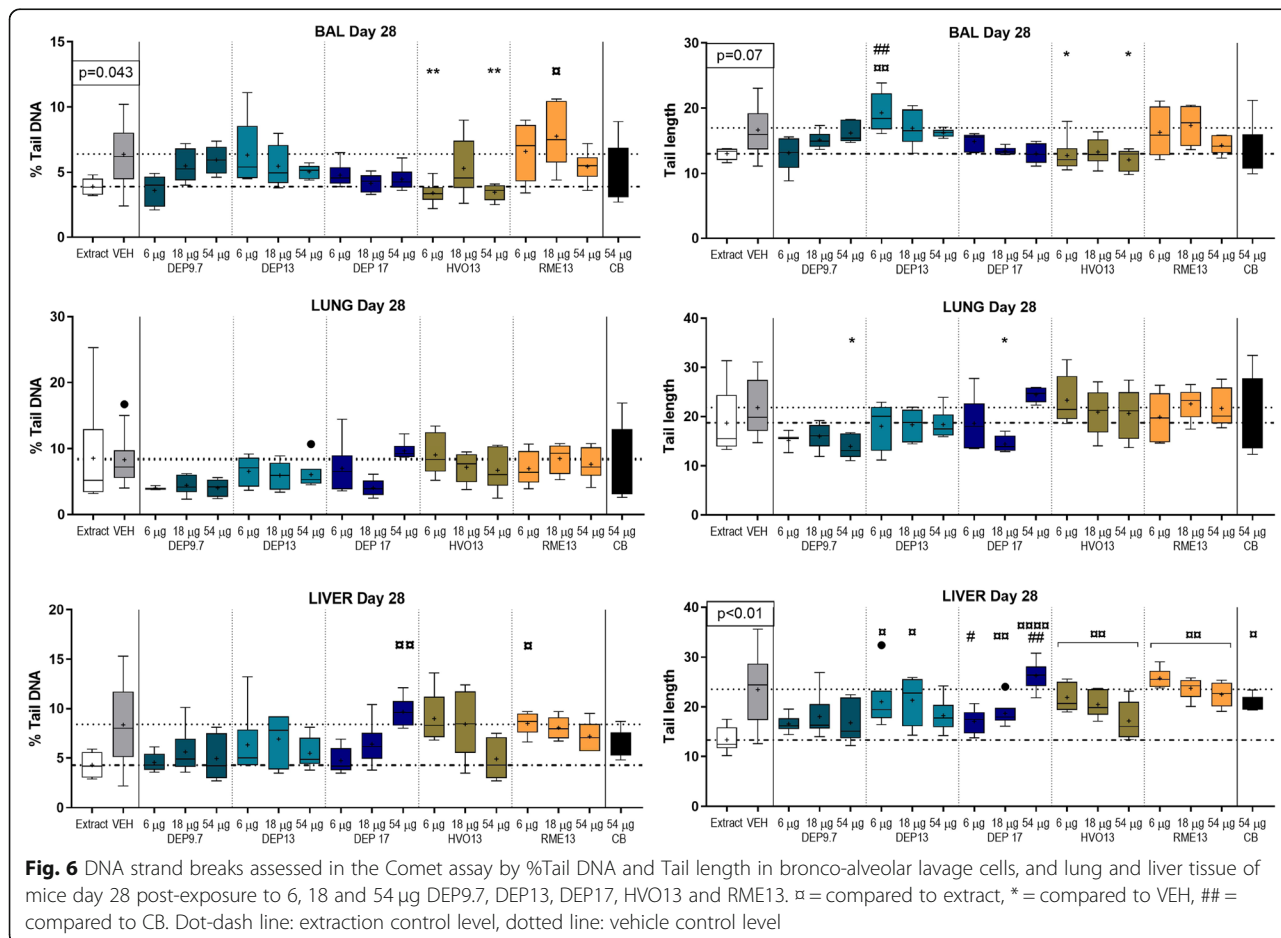 BAL Day 28
% Tail DNA
15
10
5
0
p=0.043
** ** ¤
Extract VEH 6 µg 18 µg 54 µg 6 µg 18 µg 54 µg 6 µg 18 µg 54 µg 6 µg 18 µg 54 µg 6 µg 18 µg 54 µg 54 µg
DEP9.7 DEP13 DEP 17 HVO13 RME13 CB
BAL Day 28
Tail length
30
20
10
0
p=0.07
##
¤¤
* *
Extract VEH 6 µg 18 µg 54 µg 6 µg 18 µg 54 µg 6 µg 18 µg 54 µg 6 µg 18 µg 54 µg 6 µg 18 µg 54 µg 54 µg
DEP9.7 DEP13 DEP 17 HVO13 RME13 CB
LUNG Day 28
% Tail DNA
30
20
10
0
Extract VEH 6 µg 18 µg 54 µg 6 µg 18 µg 54 µg 6 µg 18 µg 54 µg 6 µg 18 µg 54 µg 6 µg 18 µg 54 µg 54 µg
DEP9.7 DEP13 DEP 17 HVO13 RME13 CB
LUNG Day 28
Tail length
40
30
20
10
0
* *
Extract VEH 6 µg 18 µg 54 µg 6 µg 18 µg 54 µg 6 µg 18 µg 54 µg 6 µg 18 µg 54 µg 6 µg 18 µg 54 µg 54 µg
DEP9.7 DEP13 DEP 17 HVO13 RME13 CB
LIVER Day 28
% Tail DNA
20
15
10
5
0
¤¤ ¤
Extract VEH 6 µg 18 µg 54 µg 6 µg 18 µg 54 µg 6 µg 18 µg 54 µg 6 µg 18 µg 54 µg 6 µg 18 µg 54 µg 54 µg
DEP9.7 DEP13 DEP 17 HVO13 RME13 CB
LIVER Day 28
Tail length
40
30
20
10
0
p<0.01
¤ ¤ # ¤¤ ¤¤¤¤ ¤¤ ¤¤ ¤
##
Extract VEH 6 µg 18 µg 54 µg 6 µg 18 µg 54 µg 6 µg 18 µg 54 µg 6 µg 18 µg 54 µg 6 µg 18 µg 54 µg 54 µg
DEP9.7 DEP13 DEP 17 HVO13 RME13 CB
Fig. 6 DNA strand breaks assessed in the Comet assay by %Tail DNA and Tail length in bronco-alveolar lavage cells, and lung and liver tissue of
mice day 28 post-exposure to 6, 18 and 54 µg DEP9.7, DEP13, DEP17, HVO13 and RME13. ¤ = compared to extract, * = compared to VEH, ## =
compared to CB. Dot-dash line: extraction control level, dotted line: vehicle control level